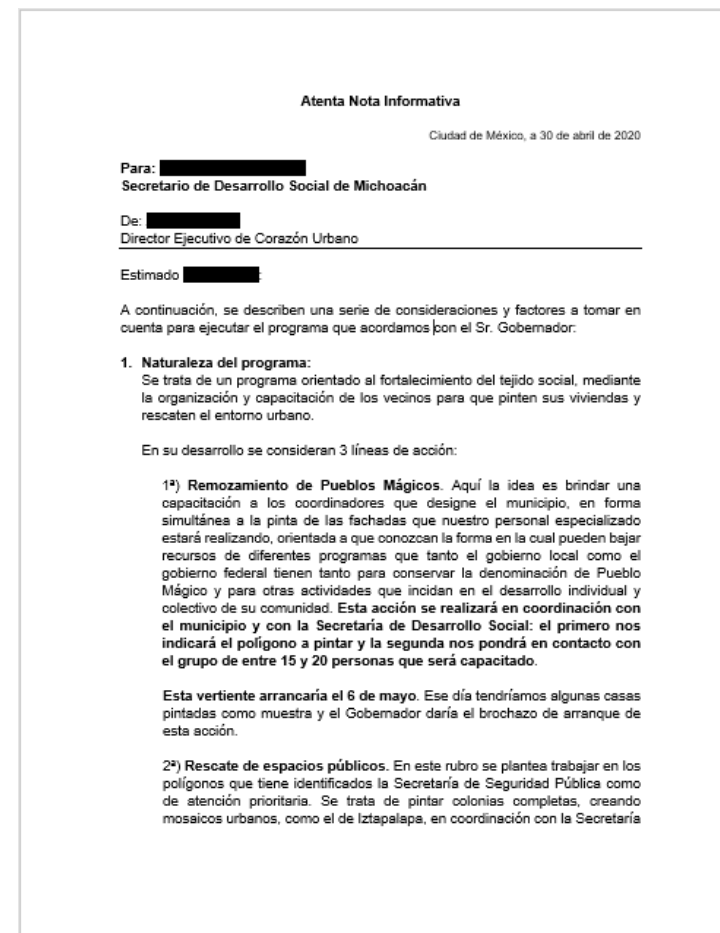 Atenta Nota Informativa
Ciudad de México, a 30 de abril de 2020
Para:
Secretario de Desarrollo Social de Michoacán
De:
Director Ejecutivo de Corazón Urbano
Estimado :
A continuación, se describen una serie de consideraciones y factores a tomar en
cuenta para ejecutar el programa que acordamos con el Sr. Gobernador:
1. Naturaleza del programa:
Se trata de un programa orientado al fortalecimiento del tejido social, mediante
la organización y capacitación de los vecinos para que pinten sus viviendas y
rescaten el entorno urbano.
En su desarrollo se consideran 3 líneas de acción:
1ª) Remozamiento de Pueblos Mágicos. Aquí la idea es brindar una
capacitación a los coordinadores que designe el municipio, en forma
simultánea a la pinta de las fachadas que nuestro personal especializado
estará realizando, orientada a que conozcan la forma en la cual pueden bajar
recursos de diferentes programas que tanto el gobierno local como el
gobierno federal tienen tanto para conservar la denominación de Pueblo
Mágico y para otras actividades que incidan en el desarrollo individual y
colectivo de su comunidad. Esta acción se realizará en coordinación con
el municipio y con la Secretaría de Desarrollo Social: el primero nos
indicará el polígono a pintar y la segunda nos pondrá en contacto con
el grupo de entre 15 y 20 personas que será capacitado.
Esta vertiente arrancaría el 6 de mayo. Ese día tendríamos algunas casas
pintadas como muestra y el Gobernador daría el brochazo de arranque de
esta acción.
2ª) Rescate de espacios públicos. En este rubro se plantea trabajar en los
polígonos que tiene identificados la Secretaría de Seguridad Pública como
de atención prioritaria. Se trata de pintar colonias completas, creando
mosaicos urbanos, como el de Iztapalapa, en coordinación con la Secretaría